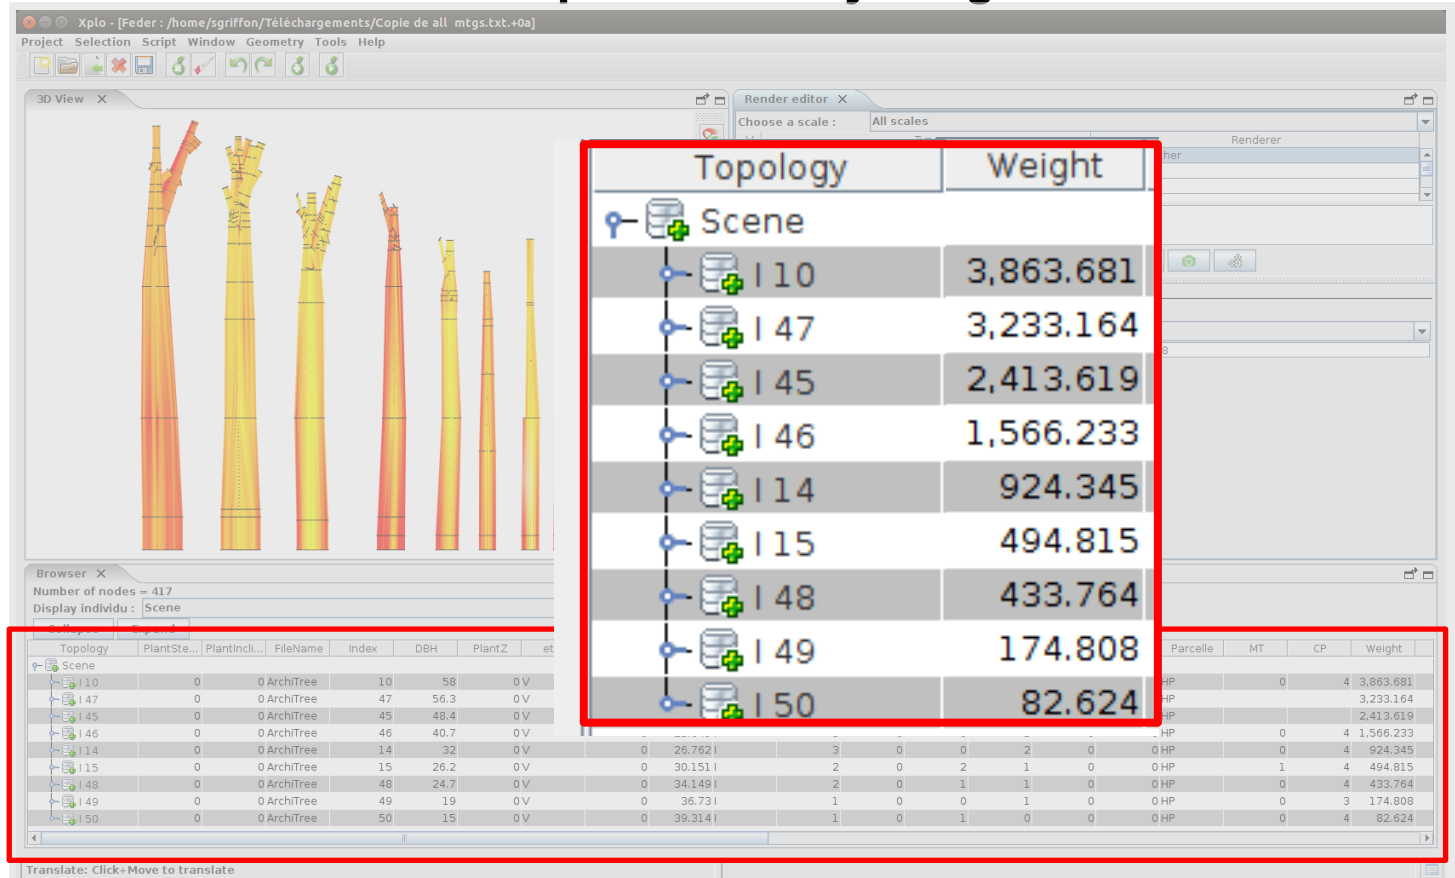 Xplo - [Feder : /home/sgriffon/Téléchargements/Copie de all mtgs.txt.+0a]
Project Selection Script Window Geometry Tools Help
3D View X
Render editor X
Choose a scale : All scales
Renderer
Topology Weight
Scene
I 10 3,863.681
I 47 3,233.164
I 45 2,413.619
I 46 1,566.233
I 14 924.345
I 15 494.815
I 48 433.764
I 49 174.808
I 50 82.624
Browser X
Number of nodes = 417
Display individu : Scene
Collapse Expand
Topology PlantSte... PlantIncli... FileName Index DBH PlantZ Parcelle MT CP Weight
Scene
I 10 0 0 ArchiTree 10 58 0 V HP 0 4 3,863.681
I 47 0 0 ArchiTree 47 56.3 0 V HP 3,233.164
I 45 0 0 ArchiTree 45 48.4 0 V HP 2,413.619
I 46 0 0 ArchiTree 46 40.7 0 V 0 HP 0 4 1,566.233
I 14 0 0 ArchiTree 14 32 0 V 0 26.762 I 3 0 0 2 0 0 HP 0 4 924.345
I 15 0 0 ArchiTree 15 26.2 0 V 0 30.151 I 2 0 2 1 0 0 HP 1 4 494.815
I 48 0 0 ArchiTree 48 24.7 0 V 0 34.149 I 2 0 1 1 0 0 HP 0 4 433.764
I 49 0 0 ArchiTree 49 19 0 V 0 36.73 I 1 0 0 1 0 0 HP 0 3 174.808
I 50 0 0 ArchiTree 50 15 0 V 0 39.314 I 1 0 1 0 0 0 HP 0 4 82.624
Translate: Click+Move to translate